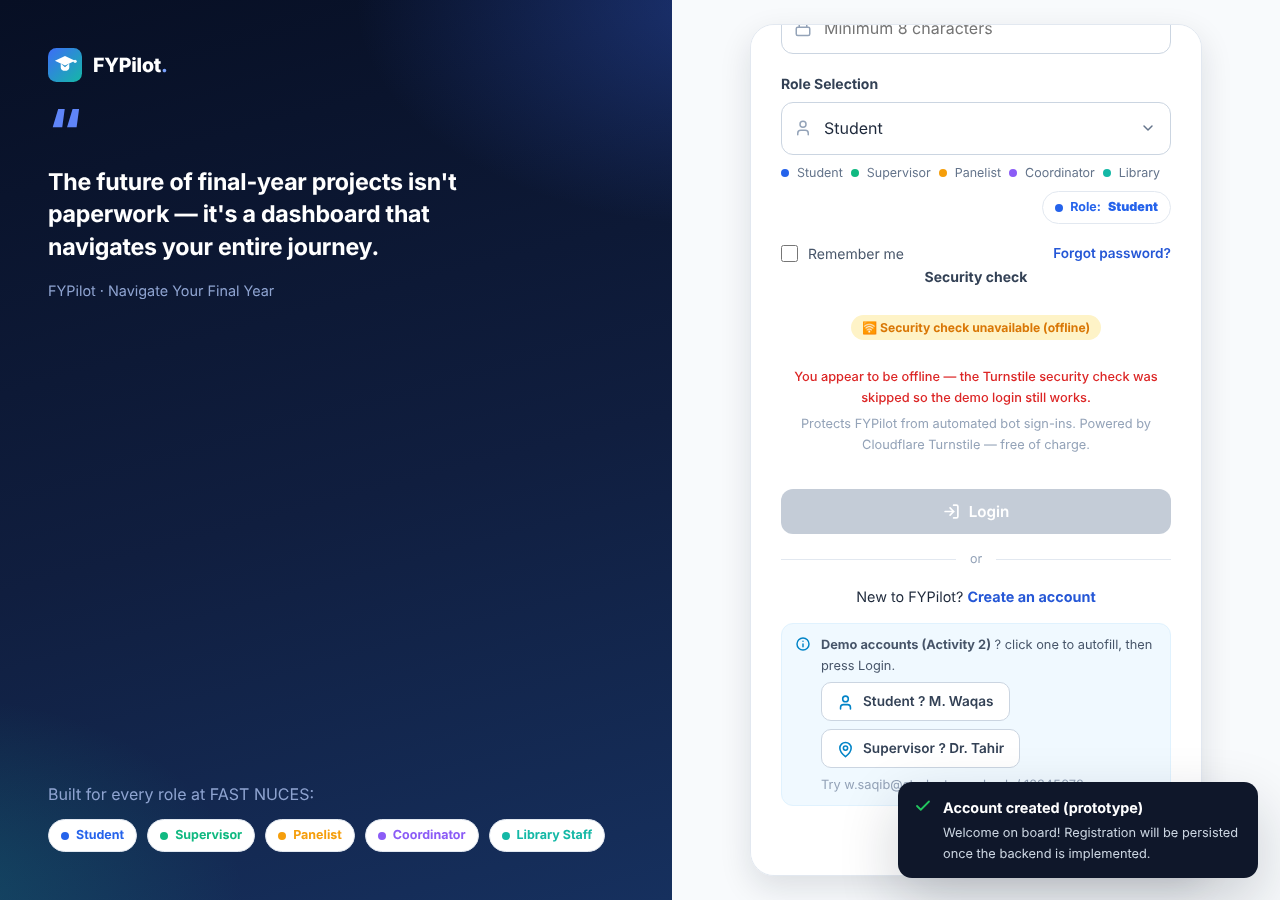 FYPilot.
“
The future of final-year projects isn't
paperwork — it's a dashboard that
navigates your entire journey.
FYPilot · Navigate Your Final Year
Built for every role at FAST NUCES:
Student
Supervisor
Panelist
Coordinator
Library Staff
Minimum 8 characters
Role Selection
Student
Student Supervisor Panelist Coordinator Library
Role: Student
Remember me
Forgot password?
Security check
Security check unavailable (offline)
You appear to be offline — the Turnstile security check was
skipped so the demo login still works.
Protects FYPilot from automated bot sign-ins. Powered by
Cloudflare Turnstile — free of charge.
Login
or
New to FYPilot? Create an account
Demo accounts (Activity 2) ? click one to autofill, then
press Login.
Student ? M. Waqas
Supervisor ? Dr. Tahir
Try
Account created (prototype)
Welcome on board! Registration will be persisted
once the backend is implemented.